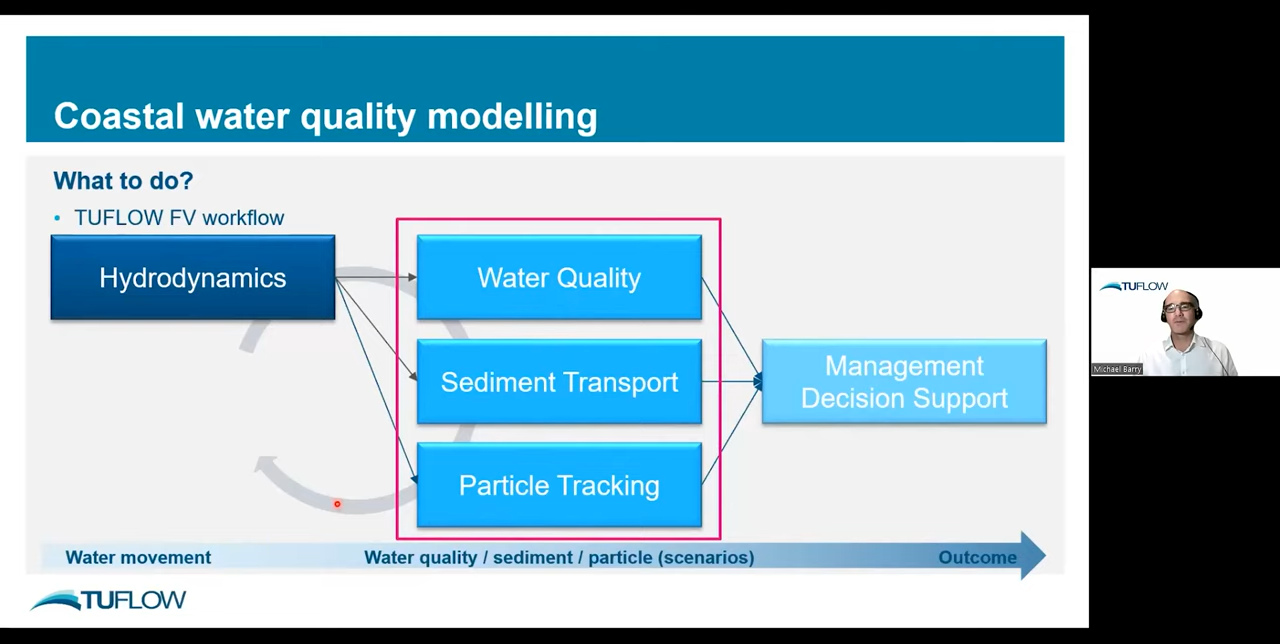 Coastal water quality modelling
What to do?
• TUFLOW FV workflow
Hydrodynamics
Water Quality
Sediment Transport
Particle Tracking
Management
Decision Support
Water movement
Water quality / sediment / particle (scenarios)
Outcome
TUFLOW
TUFLOW
Michael Barry